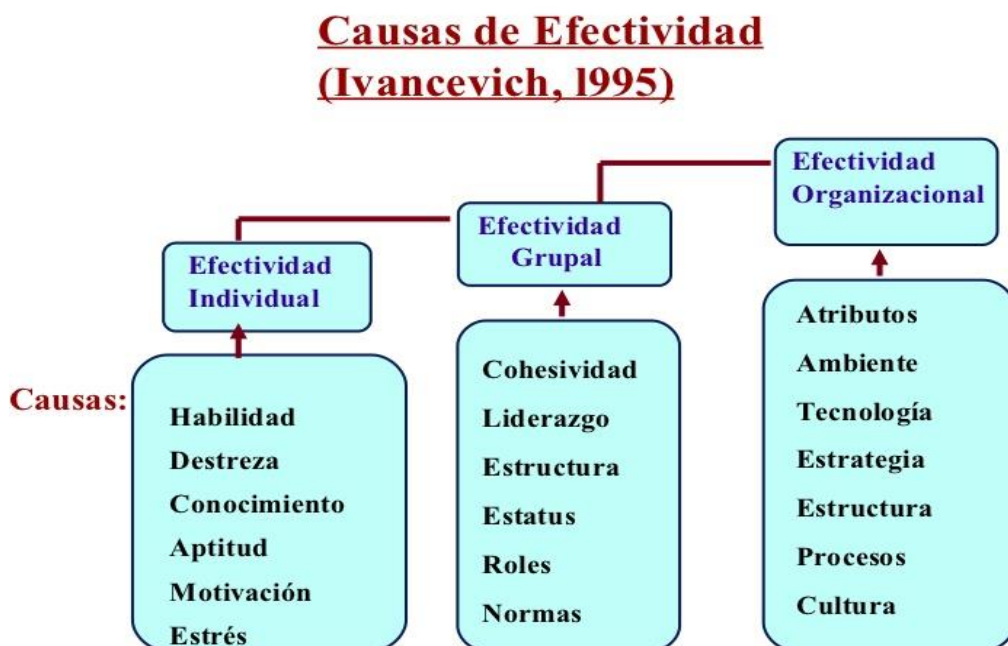 Causas de Efectividad
(Ivancevich, l995)
Efectividad
Individual
Efectividad
Grupal
Efectividad
Organizacional
Causas:
Habilidad
Destreza
Conocimiento
Aptitud
Motivación
Estrés
Cohesividad
Liderazgo
Estructura
Estatus
Roles
Normas
Atributos
Ambiente
Tecnología
Estrategia
Estructura
Procesos
Cultura